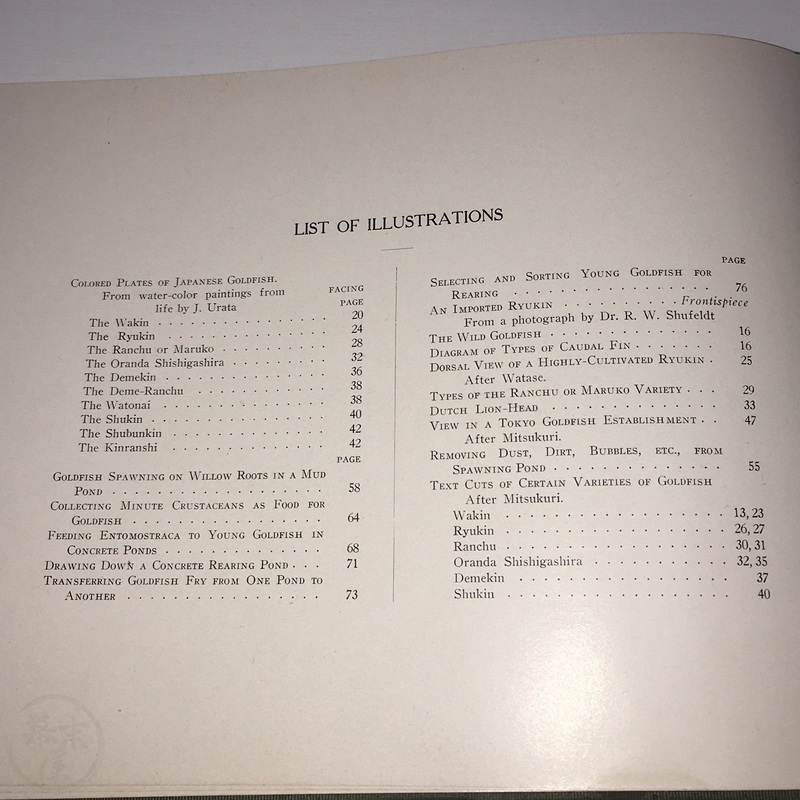 LIST OF ILLUSTRATIONS
COLORED PLATES OF JAPANESE GOLDFISH.
From water-color paintings from
life by J. Urata
FACING
PAGE
The Wakin . . . . . . . . . . . . . . . 20
The Ryukin . . . . . . . . . . . . . . 24
The Ranchu or Maruko . . . . . . . . . 28
The Oranda Shishigashira . . . . . . . . 32
The Demekin . . . . . . . . . . . . . . 36
The Deme-Ranchu . . . . . . . . . . . 38
The Watonai . . . . . . . . . . . . . . 38
The Shukin . . . . . . . . . . . . . . . 40
The Shubunkin . . . . . . . . . . . . . 42
The Kinranshi . . . . . . . . . . . . . 42
PAGE
GOLDFISH SPAWNING ON WILLOW ROOTS IN A MUD
POND . . . . . . . . . . . . . . . . . . 58
COLLECTING MINUTE CRUSTACEANS AS FOOD FOR
GOLDFISH . . . . . . . . . . . . . . . . 64
FEEDING ENTOMOSTRACA TO YOUNG GOLDFISH IN
CONCRETE PONDS . . . . . . . . . . . . . 68
DRAWING DOWN A CONCRETE REARING POND . . . 71
TRANSFERRING GOLDFISH FRY FROM ONE POND TO
ANOTHER . . . . . . . . . . . . . . . . 73
PAGE
SELECTING AND SORTING YOUNG GOLDFISH FOR
REARING . . . . . . . . . . . . . . . . 76
AN IMPORTED RYUKIN . . . . . . . . . . Frontispiece
From a photograph by Dr. R. W. Shufeldt
THE WILD GOLDFISH . . . . . . . . . . . . 16
DIAGRAM OF TYPES OF CAUDAL FIN . . . . . . . 16
DORSAL VIEW OF A HIGHLY-CULTIVATED RYUKIN . 25
After Watase.
TYPES OF THE RANCHU OR MARUKO VARIETY . . . 29
DUTCH LION-HEAD . . . . . . . . . . . . . 33
VIEW IN A TOKYO GOLDFISH ESTABLISHMENT . . 47
After Mitsukuri.
REMOVING DUST, DIRT, BUBBLES, ETC., FROM
SPAWNING POND . . . . . . . . . . . . . 55
TEXT CUTS OF CERTAIN VARIETIES OF GOLDFISH
After Mitsukuri.
Wakin . . . . . . . . . . . . . . . . . 13, 23
Ryukin . . . . . . . . . . . . . . . . . 26, 27
Ranchu . . . . . . . . . . . . . . . . . 30, 31
Oranda Shishigashira . . . . . . . . . . . 32, 35
Demekin . . . . . . . . . . . . . . . . 37
Shukin . . . . . . . . . . . . . . . . . 40